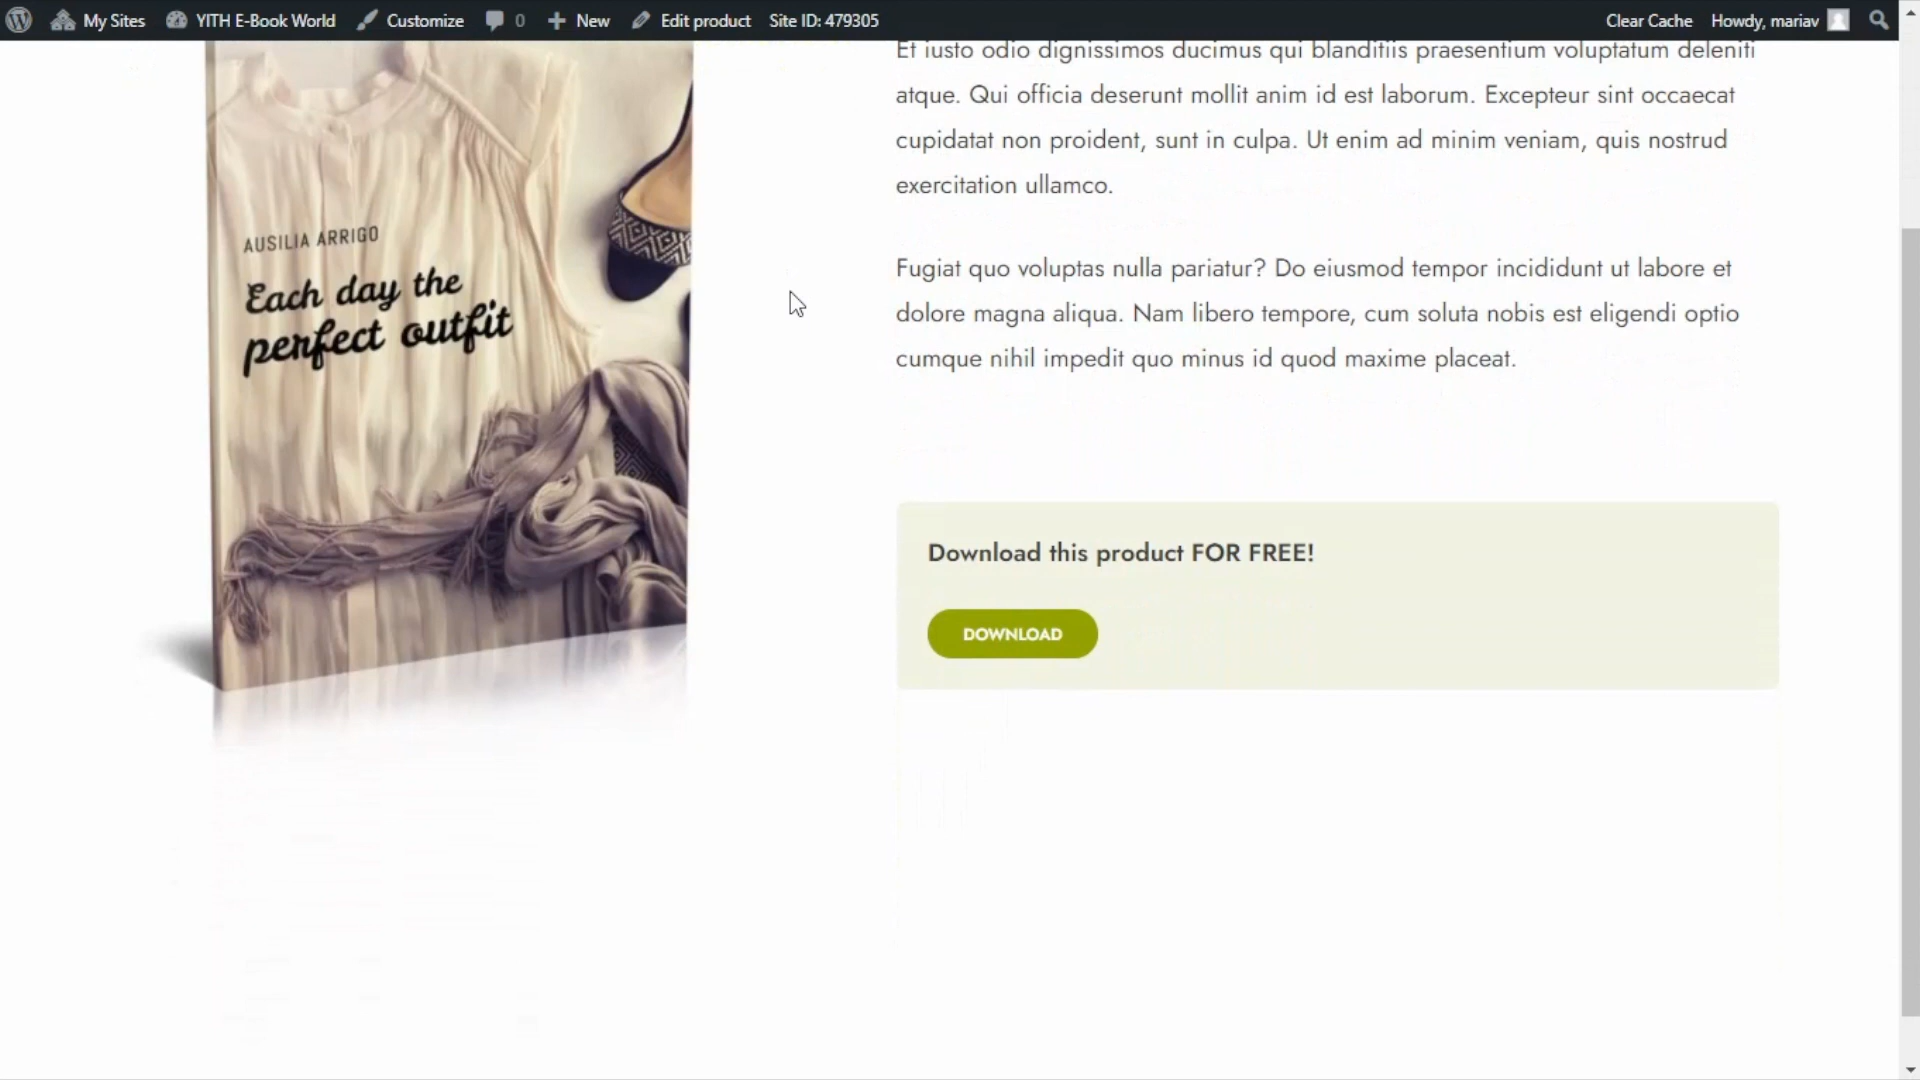 My Sites YITH E-Book World Customize 0 New Edit product Site ID: 479305 Clear Cache Howdy, mariav
Et iusto odio dignissimos ducimus qui blanditiis praesentium voluptatum deleniti
atque. Qui officia deserunt mollit anim id est laborum. Excepteur sint occaecat
cupidatat non proident, sunt in culpa. Ut enim ad minim veniam, quis nostrud
exercitation ullamco.
Fugiat quo voluptas nulla pariatur? Do eiusmod tempor incididunt ut labore et
dolore magna aliqua. Nam libero tempore, cum soluta nobis est eligendi optio
cumque nihil impedit quo minus id quod maxime placeat.
AUSILIA ARRIGO
Each day the
perfect outfit
Download this product FOR FREE!
DOWNLOAD